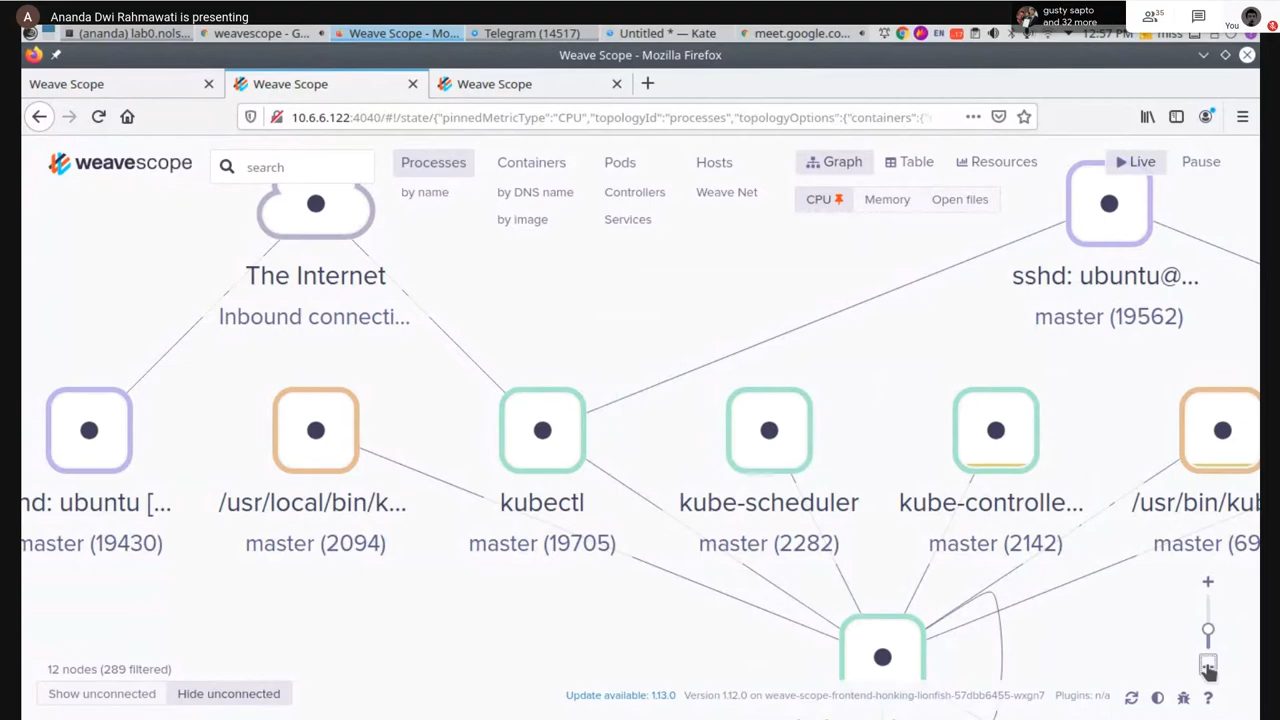 A Ananda Dwi Rahmawati is presenting
gusty sapto
and 32 more
35
You
(ananda) lab0.nols...
weavescope - G...
Weave Scope - Mo...
Telegram (14517)
Untitled * — Kate
meet.google.co...
EN
12:57 PM
miss
Weave Scope - Mozilla Firefox
Weave Scope
Weave Scope
Weave Scope
10.6.6.122:4040/#!/state/{"pinnedMetricType":"CPU","topologyId":"processes","topologyOptions":{"containers":{"
weavescope
search
Processes
Containers
Pods
Hosts
Graph
Table
Resources
Live
Pause
by name
by DNS name
Controllers
Weave Net
CPU
Memory
Open files
by image
Services
The Internet
Inbound connecti...
sshd: ubuntu@...
master (19562)
hd: ubuntu [...
master (19430)
/usr/local/bin/k...
master (2094)
kubectl
master (19705)
kube-scheduler
master (2282)
kube-controlle...
master (2142)
/usr/bin/kub
master (69
12 nodes (289 filtered)
Show unconnected
Hide unconnected
Update available: 1.13.0
Version 1.12.0 on weave-scope-frontend-honking-lionfish-57dbb6455-wxgn7
Plugins: n/a